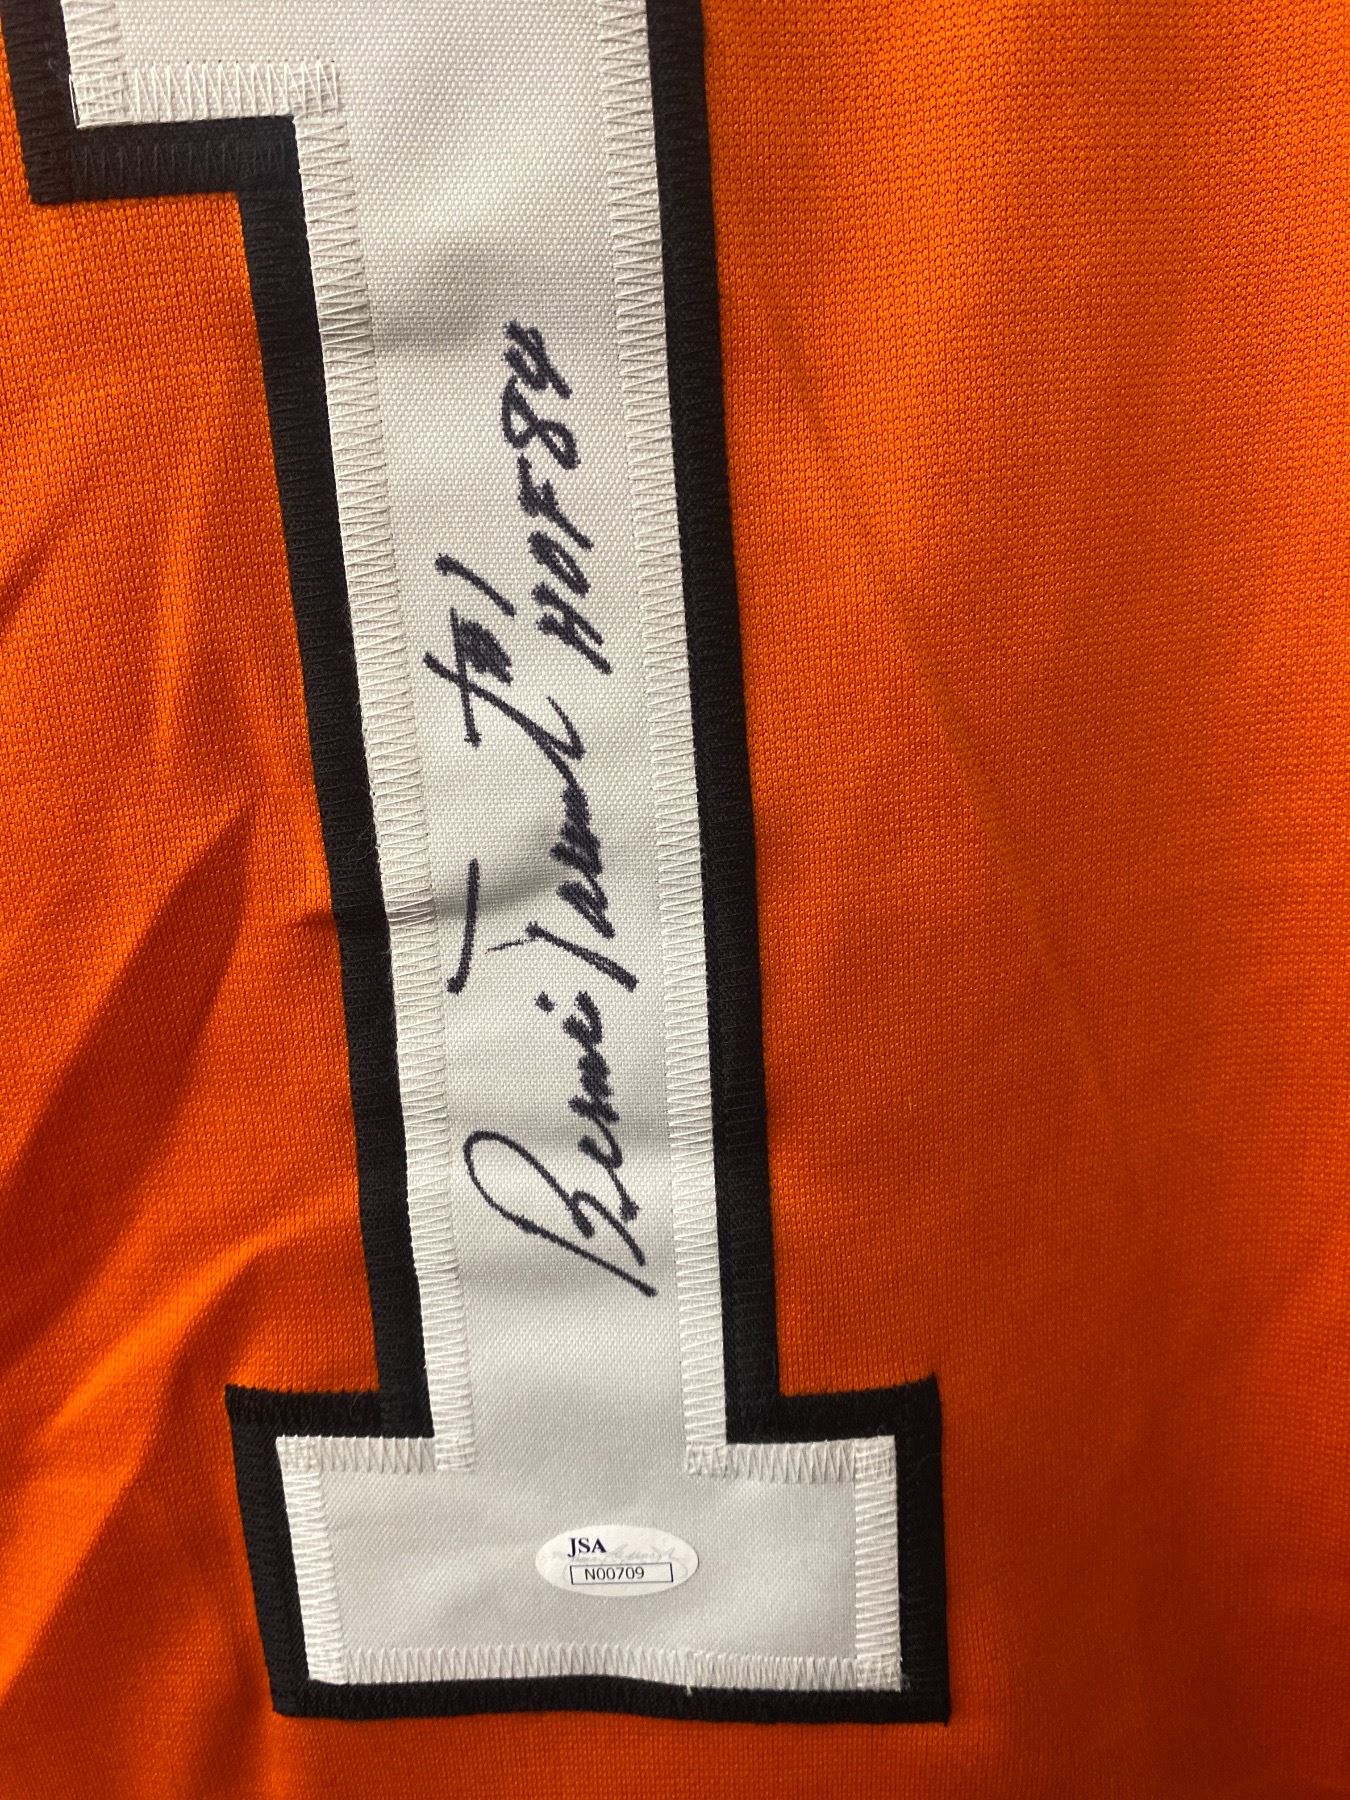 Bernie Parent #1
HOF 84
JSA
N00709